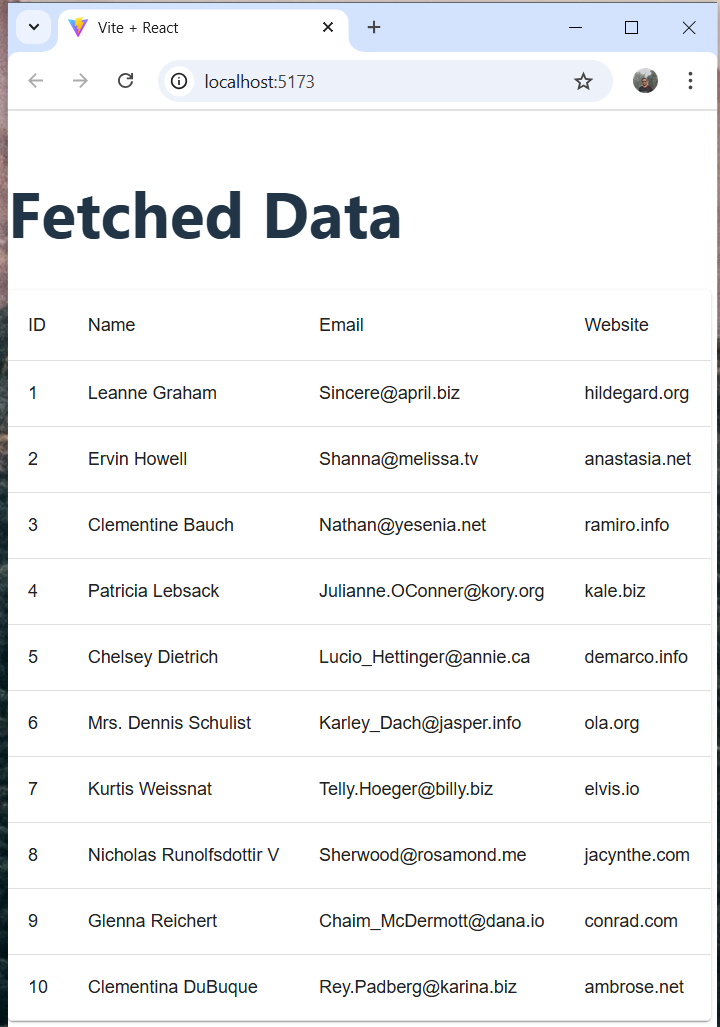 Vite + React
localhost:5173
Fetched Data
ID Name Email Website
1 Leanne Graham Sincere@april.biz hildegard.org
2 Ervin Howell Shanna@melissa.tv anastasia.net
3 Clementine Bauch Nathan@yesenia.net ramiro.info
4 Patricia Lebsack Julianne.OConner@kory.org kale.biz
5 Chelsey Dietrich Lucio_Hettinger@annie.ca demarco.info
6 Mrs. Dennis Schulist Karley_Dach@jasper.info ola.org
7 Kurtis Weissnat Telly.Hoeger@billy.biz elvis.io
8 Nicholas Runolfsdottir V Sherwood@rosamond.me jacynthe.com
9 Glenna Reichert Chaim_McDermott@dana.io conrad.com
10 Clementina DuBuque Rey.Padberg@karina.biz ambrose.net